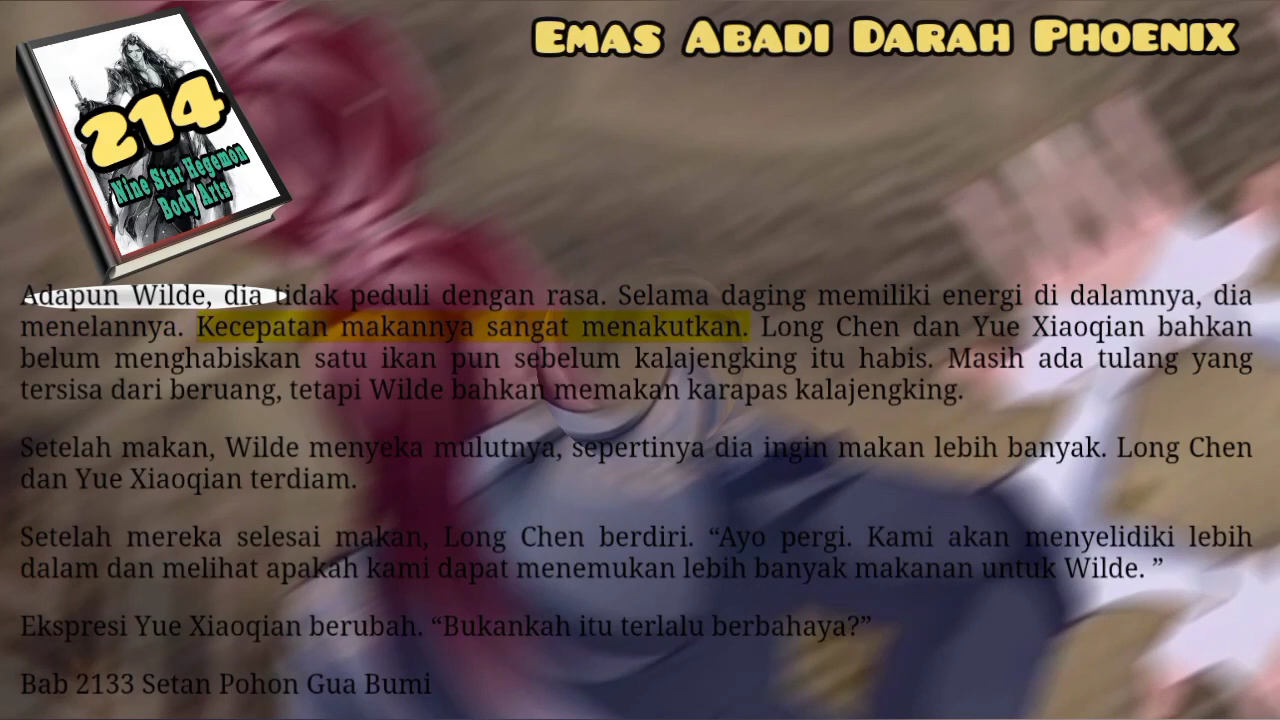 Emas Abadi Darah Phoenix
214
Nine Star Hegemon
Body Arts
Adapun Wilde, dia tidak peduli dengan rasa. Selama daging memiliki energi di dalamnya, dia
menelannya. Kecepatan makannya sangat menakutkan. Long Chen dan Yue Xiaoqian bahkan
belum menghabiskan satu ikan pun sebelum kalajengking itu habis. Masih ada tulang yang
tersisa dari beruang, tetapi Wilde bahkan memakan karapas kalajengking.
Setelah makan, Wilde menyeka mulutnya, sepertinya dia ingin makan lebih banyak. Long Chen
dan Yue Xiaoqian terdiam.
Setelah mereka selesai makan, Long Chen berdiri. “Ayo pergi. Kami akan menyelidiki lebih
dalam dan melihat apakah kami dapat menemukan lebih banyak makanan untuk Wilde. ”
Ekspresi Yue Xiaoqian berubah. “Bukankah itu terlalu berbahaya?”
Bab 2133 Setan Pohon Gua Bumi